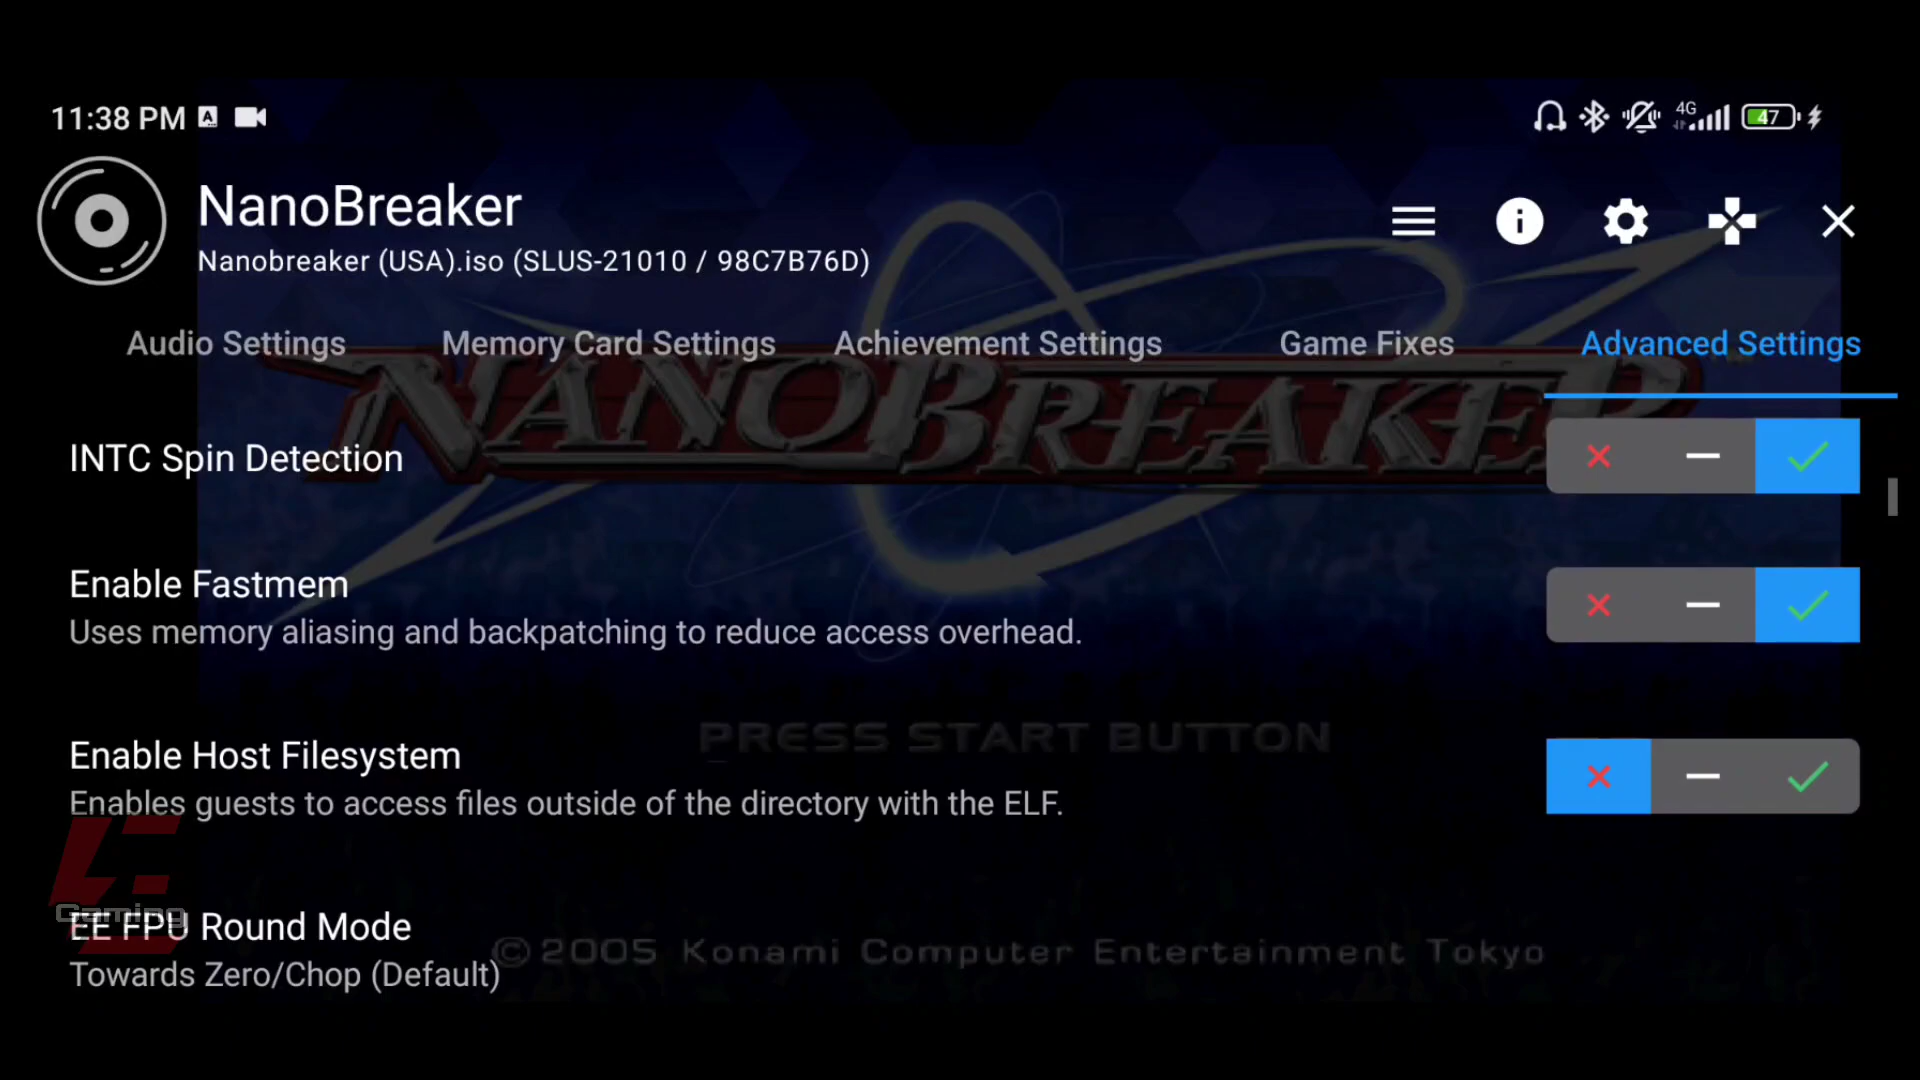 11:38 PM
4G
47
NanoBreaker
Nanobreaker (USA).iso (SLUS-21010 / 98C7B76D)
Audio Settings Memory Card Settings Achievement Settings Game Fixes Advanced Settings
NANOBREAKER
INTC Spin Detection
Enable Fastmem
Uses memory aliasing and backpatching to reduce access overhead.
PRESS START BUTTON
Enable Host Filesystem
Enables guests to access files outside of the directory with the ELF.
Gaming
EE FPU Round Mode
©2005 Konami Computer Entertainment Tokyo
Towards Zero/Chop (Default)